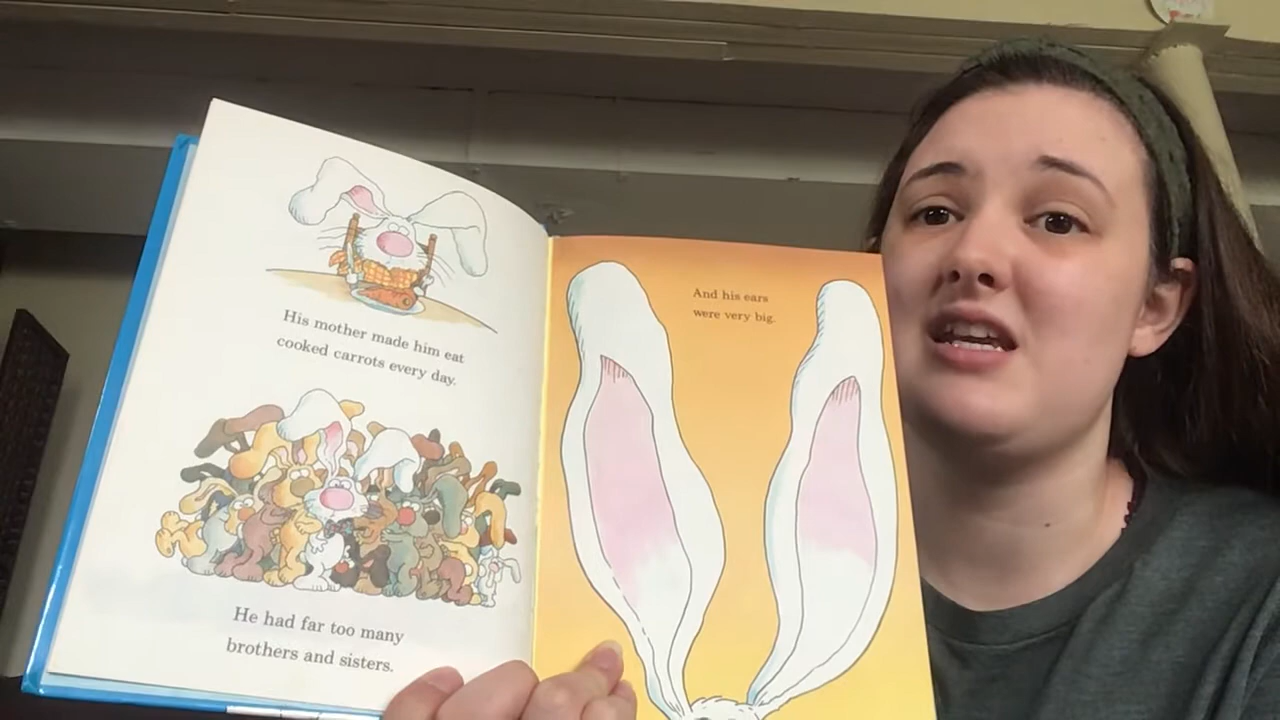 His mother made him eat
cooked carrots every day.
He had far too many
brothers and sisters.
And his ears
were very big.